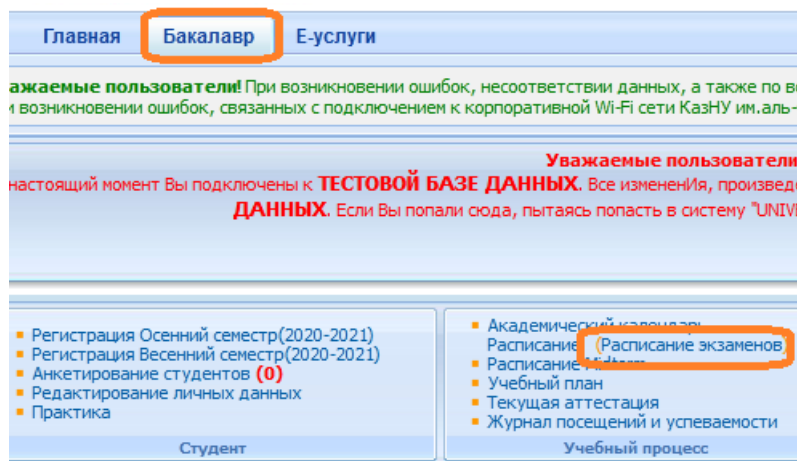 Главная Бакалавр Е-услуги
ажаемые пользователи! При возникновении ошибок, несоответствии данных, а также по в
и возникновении ошибок, связанных с подключением к корпоративной Wi-Fi сети КазНУ им.аль-
Уважаемые пользователи
настоящий момент Вы подключены к ТЕСТОВОЙ БАЗЕ ДАННЫХ. Все измененИя, произвед
ДАННЫХ. Если Вы попали сюда, пытаясь попасть в систему "UNIV
Регистрация Осенний семестр(2020-2021)
Регистрация Весенний семестр(2020-2021)
Анкетирование студентов (0)
Редактирование личных данных
Практика
Студент
Академический календарь
Расписание (Расписание экзаменов)
Расписание Midterm
Учебный план
Текущая аттестация
Журнал посещений и успеваемости
Учебный процесс